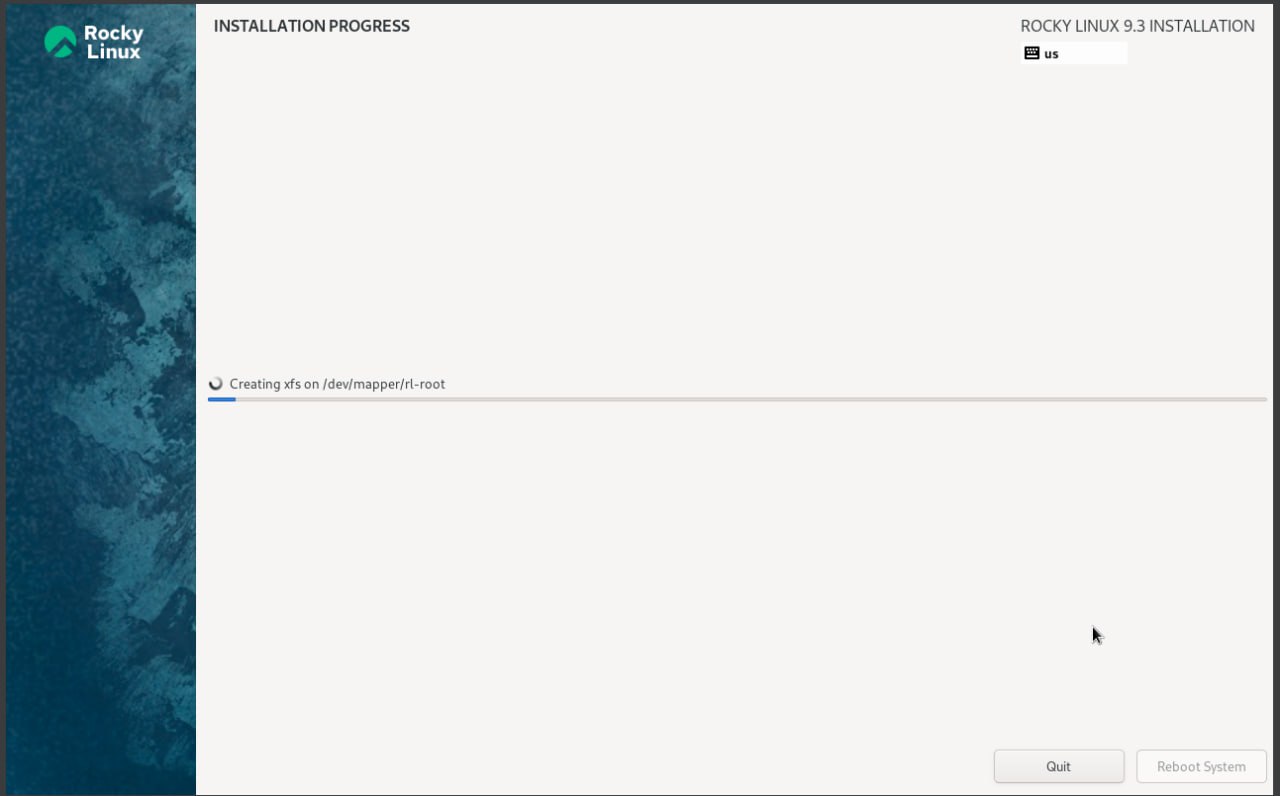 Rocky
Linux
INSTALLATION PROGRESS
ROCKY LINUX 9.3 INSTALLATION
us
Creating xfs on /dev/mapper/rl-root
Quit
Reboot System